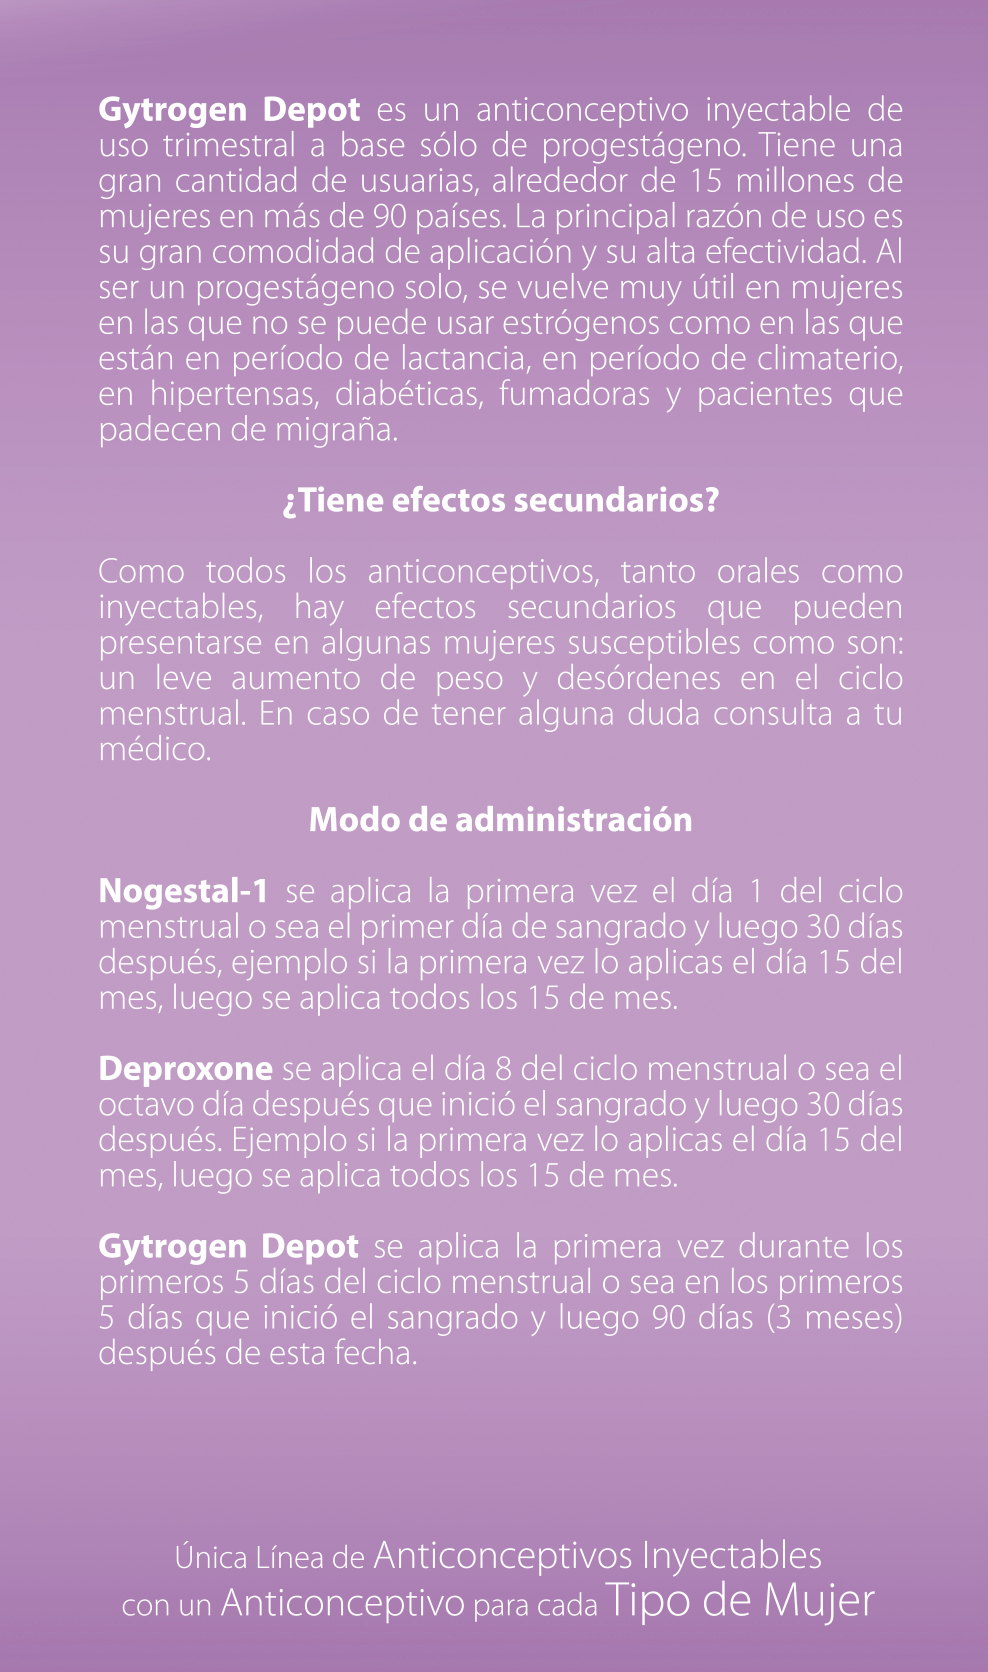 Gytrogen Depot es un anticonceptivo inyectable de
uso trimestral a base sólo de progestágeno. Tiene una
gran cantidad de usuarias, alrededor de 15 millones de
mujeres en más de 90 países. La principal razón de uso es
su gran comodidad de aplicación y su alta efectividad. Al
ser un progestágeno solo, se vuelve muy útil en mujeres
en las que no se puede usar estrógenos como en las que
están en período de lactancia, en período de climaterio,
en hipertensas, diabéticas, fumadoras y pacientes que
padecen de migraña.
¿Tiene efectos secundarios?
Como todos los anticonceptivos, tanto orales como
inyectables, hay efectos secundarios que pueden
presentarse en algunas mujeres susceptibles como son:
un leve aumento de peso y desórdenes en el ciclo
menstrual. En caso de tener alguna duda consulta a tu
médico.
Modo de administración
Nogestal-1 se aplica la primera vez el día 1 del ciclo
menstrual o sea el primer día de sangrado y luego 30 días
después, ejemplo si la primera vez lo aplicas el día 15 del
mes, luego se aplica todos los 15 de mes.
Deproxone se aplica el día 8 del ciclo menstrual o sea el
octavo día después que inició el sangrado y luego 30 días
después. Ejemplo si la primera vez lo aplicas el día 15 del
mes, luego se aplica todos los 15 de mes.
Gytrogen Depot se aplica la primera vez durante los
primeros 5 días del ciclo menstrual o sea en los primeros
5 días que inició el sangrado y luego 90 días (3 meses)
después de esta fecha.
Única Línea de Anticonceptivos Inyectables
con un Anticonceptivo para cada Tipo de Mujer